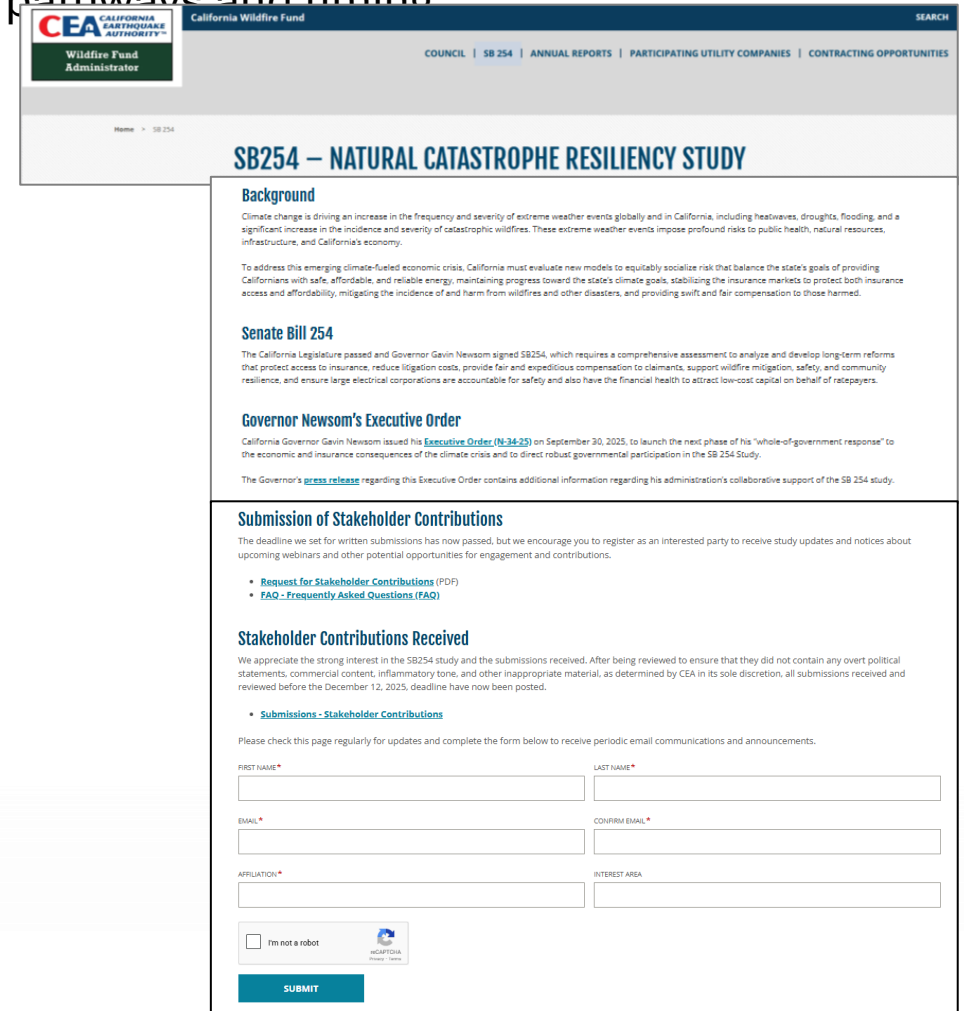 pathways and timing
CEA CALIFORNIA EARTHQUAKE AUTHORITY™
Wildfire Fund
Administrator
California Wildfire Fund
SEARCH
COUNCIL | SB 254 | ANNUAL REPORTS | PARTICIPATING UTILITY COMPANIES | CONTRACTING OPPORTUNITIES
Home > SB 254
SB254 – NATURAL CATASTROPHE RESILIENCY STUDY
Background
Climate change is driving an increase in the frequency and severity of extreme weather events globally and in California, including heatwaves, droughts, flooding, and a
significant increase in the incidence and severity of catastrophic wildfires. These extreme weather events impose profound risks to public health, natural resources,
infrastructure, and California's economy.
To address this emerging climate-fueled economic crisis, California must evaluate new models to equitably socialize risk that balance the state's goals of providing
Californians with safe, affordable, and reliable energy, maintaining progress toward the state's climate goals, stabilizing the insurance markets to protect both insurance
access and affordability, mitigating the incidence of and harm from wildfires and other disasters, and providing swift and fair compensation to those harmed.
Senate Bill 254
The California Legislature passed and Governor Gavin Newsom signed SB254, which requires a comprehensive assessment to analyze and develop long-term reforms
that protect access to insurance, reduce litigation costs, provide fair and expeditious compensation to claimants, support wildfire mitigation, safety, and community
resilience, and ensure large electrical corporations are accountable for safety and also have the financial health to attract low-cost capital on behalf of ratepayers.
Governor Newsom's Executive Order
California Governor Gavin Newsom issued his Executive Order (N-34-25) on September 30, 2025, to launch the next phase of his "whole-of-government response" to
the economic and insurance consequences of the climate crisis and to direct robust governmental participation in the SB 254 Study.
The Governor's press release regarding this Executive Order contains additional information regarding his administration's collaborative support of the SB 254 study.
Submission of Stakeholder Contributions
The deadline we set for written submissions has now passed, but we encourage you to register as an interested party to receive study updates and notices about
upcoming webinars and other potential opportunities for engagement and contributions.
• Request for Stakeholder Contributions (PDF)
• FAQ - Frequently Asked Questions (FAQ)
Stakeholder Contributions Received
We appreciate the strong interest in the SB254 study and the submissions received. After being reviewed to ensure that they did not contain any overt political
statements, commercial content, inflammatory tone, and other inappropriate material, as determined by CEA in its sole discretion, all submissions received and
reviewed before the December 12, 2025, deadline have now been posted.
• Submissions - Stakeholder Contributions
Please check this page regularly for updates and complete the form below to receive periodic email communications and announcements.
FIRST NAME* LAST NAME*
EMAIL* CONFIRM EMAIL*
AFFILIATION* INTEREST AREA
I'm not a robot
reCAPTCHA
Privacy - Terms
SUBMIT